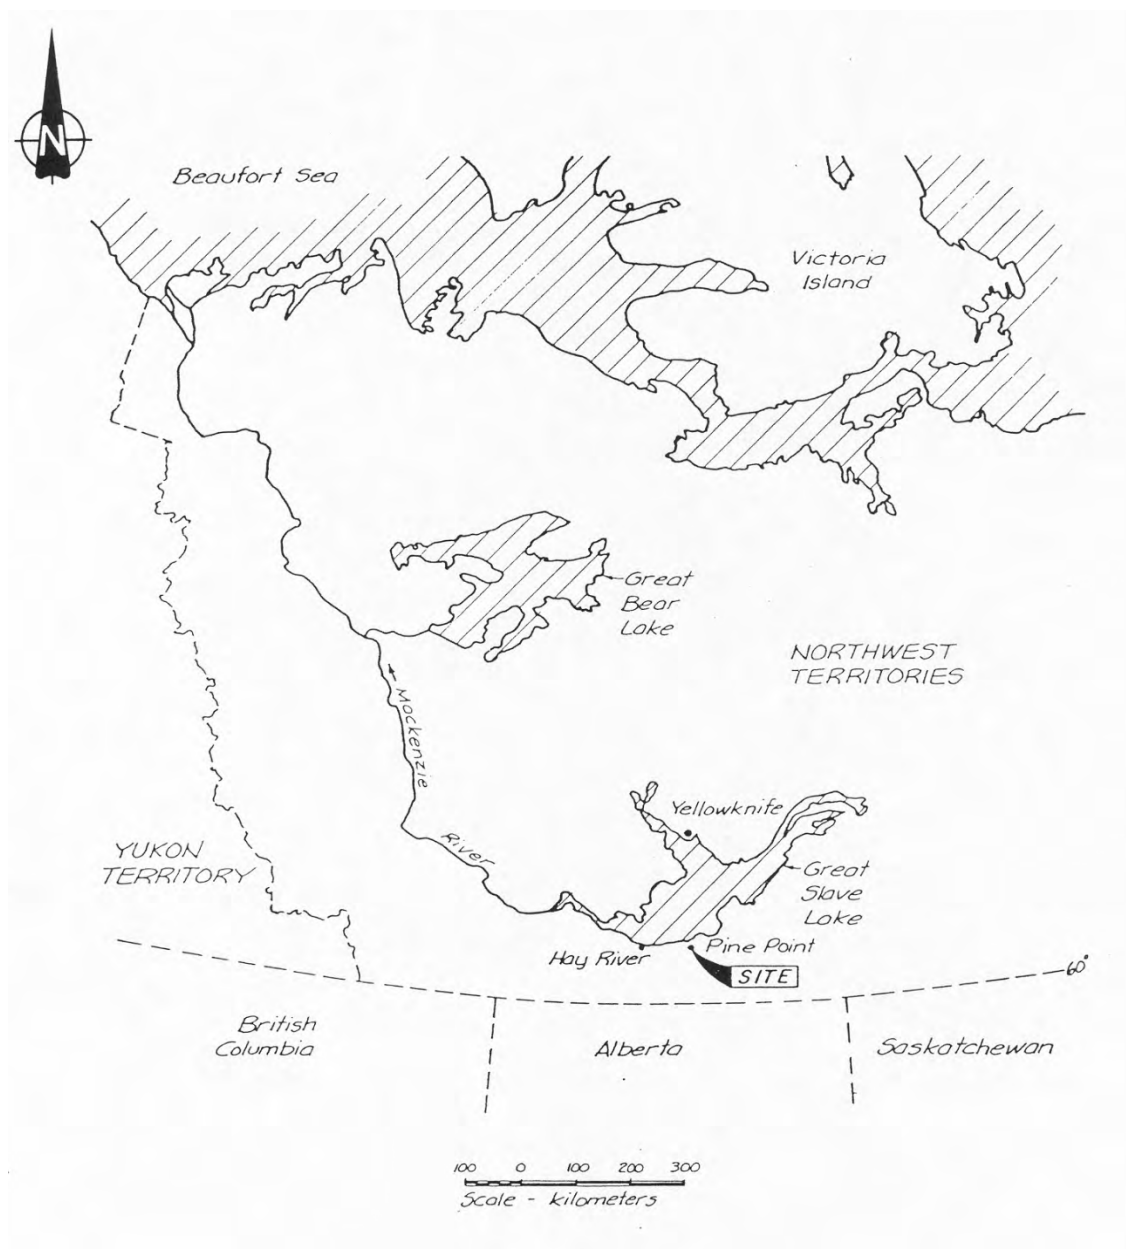 N
Beaufort Sea
Victoria
Island
Great
Bear
Lake
NORTHWEST
TERRITORIES
Mackenzie
River
Yellowknife
YUKON
TERRITORY
Great
Slave
Lake
Hay River
Pine Point
SITE
60°
British
Columbia
Alberta
Saskatchewan
100 0 100 200 300
Scale - kilometers